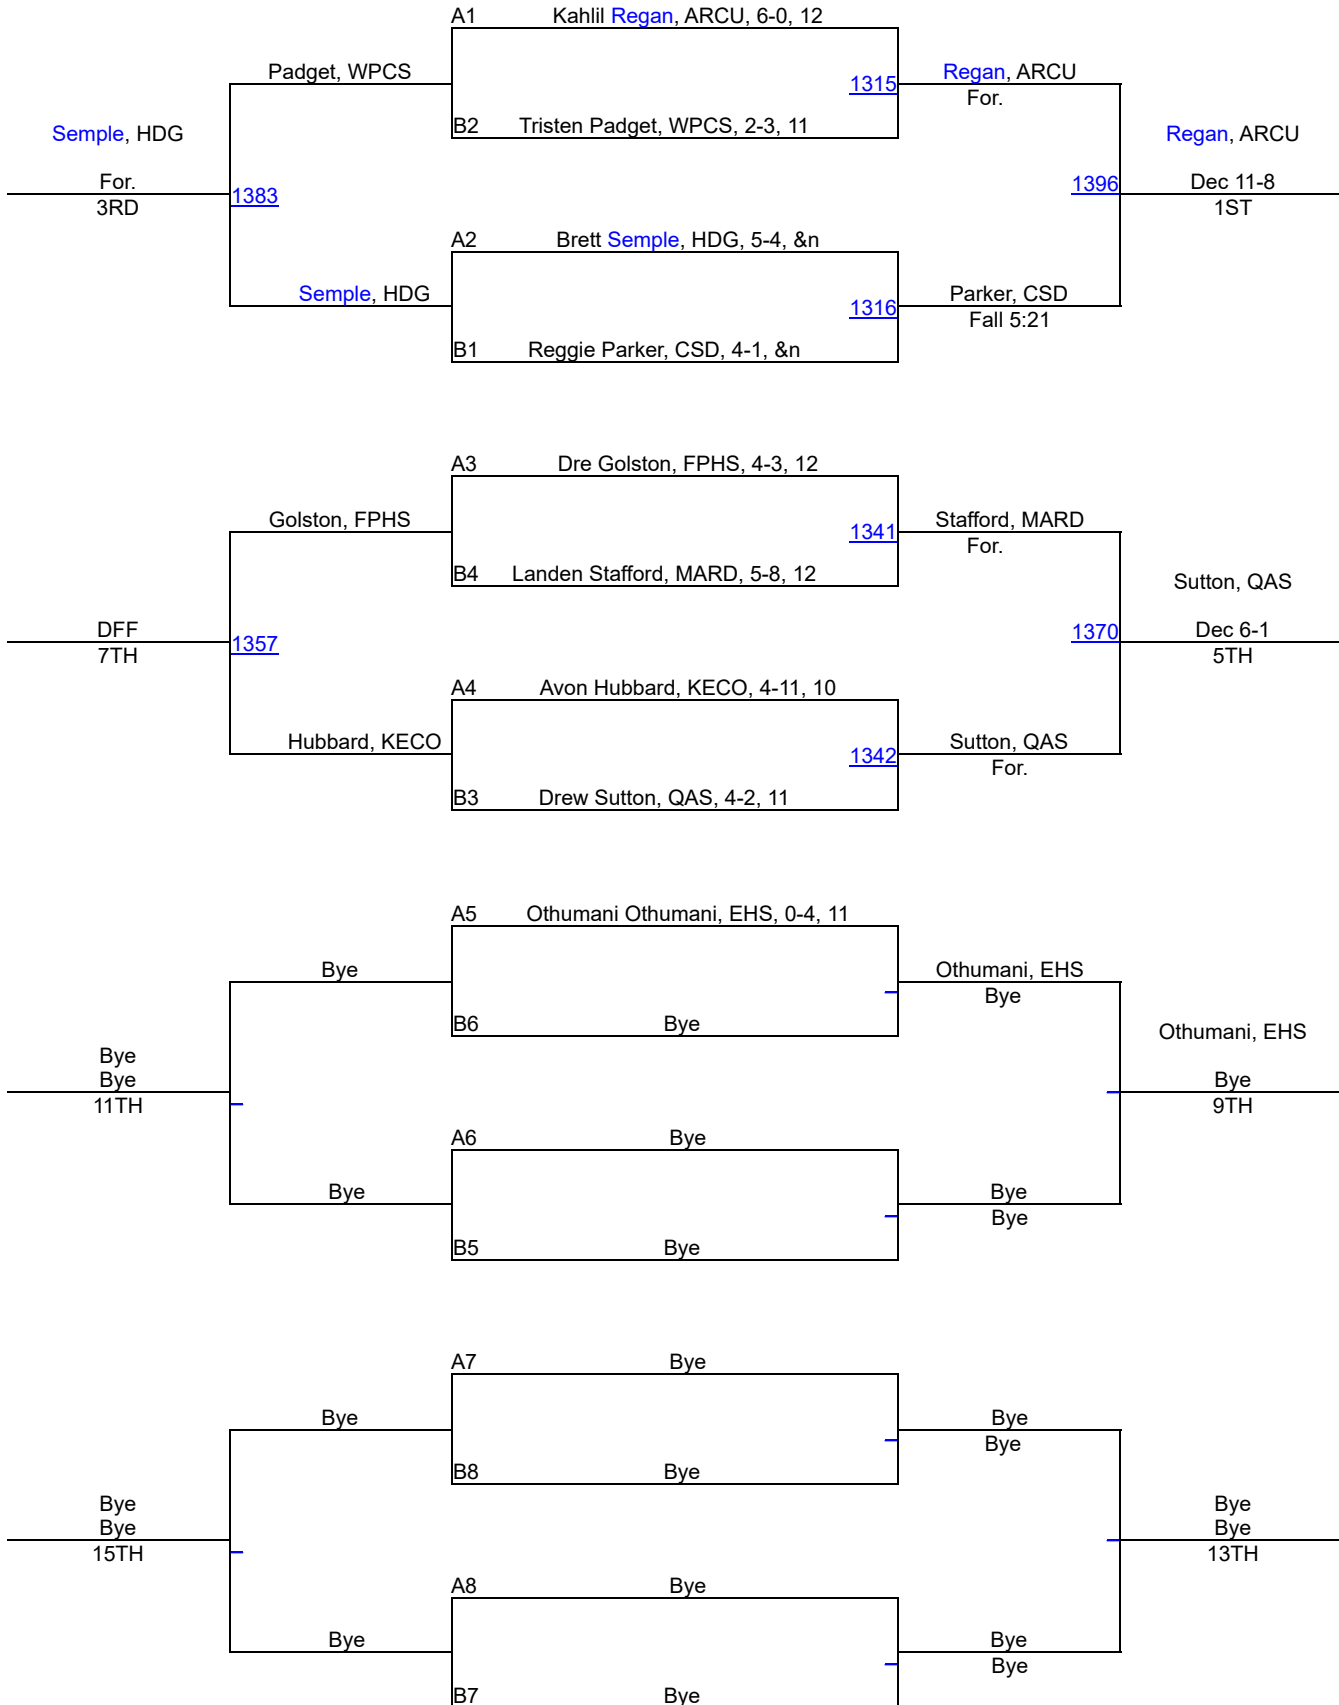 A1 Kahlil Regan, ARCU, 6-0, 12
Padget, WPCS
1315
Regan, ARCU
For.
B2 Tristen Padget, WPCS, 2-3, 11
Semple, HDG
For.
3RD
1383
Regan, ARCU
1396
Dec 11-8
1ST
A2 Brett Semple, HDG, 5-4, &n
Semple, HDG
1316
Parker, CSD
Fall 5:21
B1 Reggie Parker, CSD, 4-1, &n
A3 Dre Golston, FPHS, 4-3, 12
Golston, FPHS
1341
Stafford, MARD
For.
B4 Landen Stafford, MARD, 5-8, 12
DFF
7TH
1357
Sutton, QAS
1370
Dec 6-1
5TH
A4 Avon Hubbard, KECO, 4-11, 10
Hubbard, KECO
1342
Sutton, QAS
For.
B3 Drew Sutton, QAS, 4-2, 11
A5 Othumani Othumani, EHS, 0-4, 11
Bye
Othumani, EHS
Bye
B6 Bye
Bye
Bye
11TH
Othumani, EHS
Bye
9TH
A6 Bye
Bye
Bye
Bye
B5 Bye
A7 Bye
Bye
Bye
Bye
B8 Bye
Bye
Bye
15TH
Bye
Bye
13TH
A8 Bye
Bye
Bye
Bye
B7 Bye